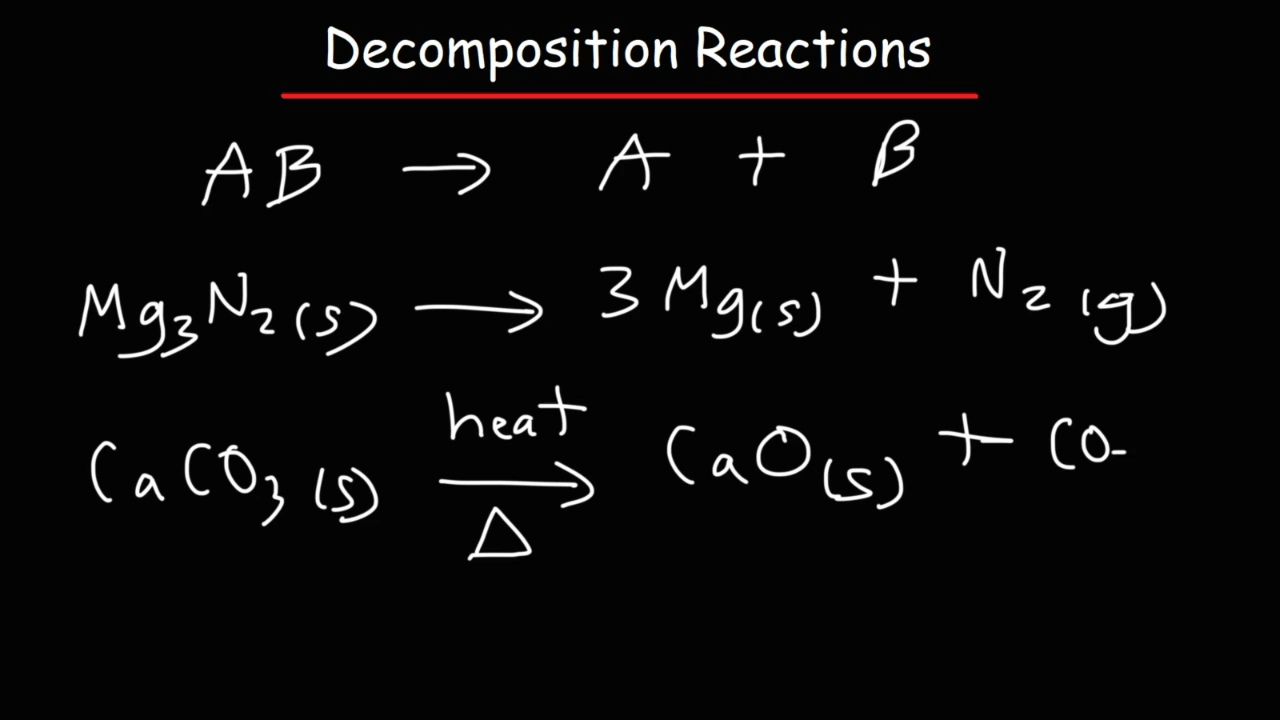 Decomposition Reactions
AB → A + B
Mg₃N₂(s) → 3Mg(s) + N₂(g)
heat
CaCO₃(s) → CaO(s) + CO-
Δ